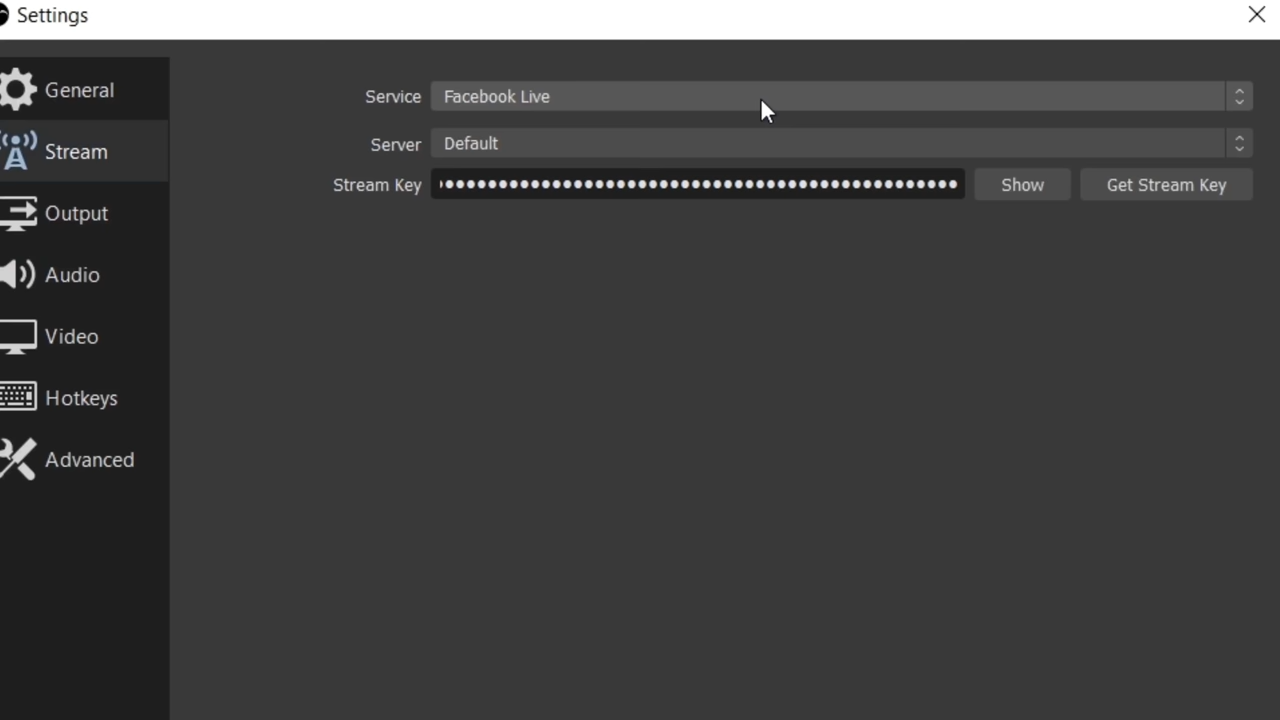 Settings
General
Stream
Output
Audio
Video
Hotkeys
Advanced
Service Facebook Live
Server Default
Stream Key Show Get Stream Key